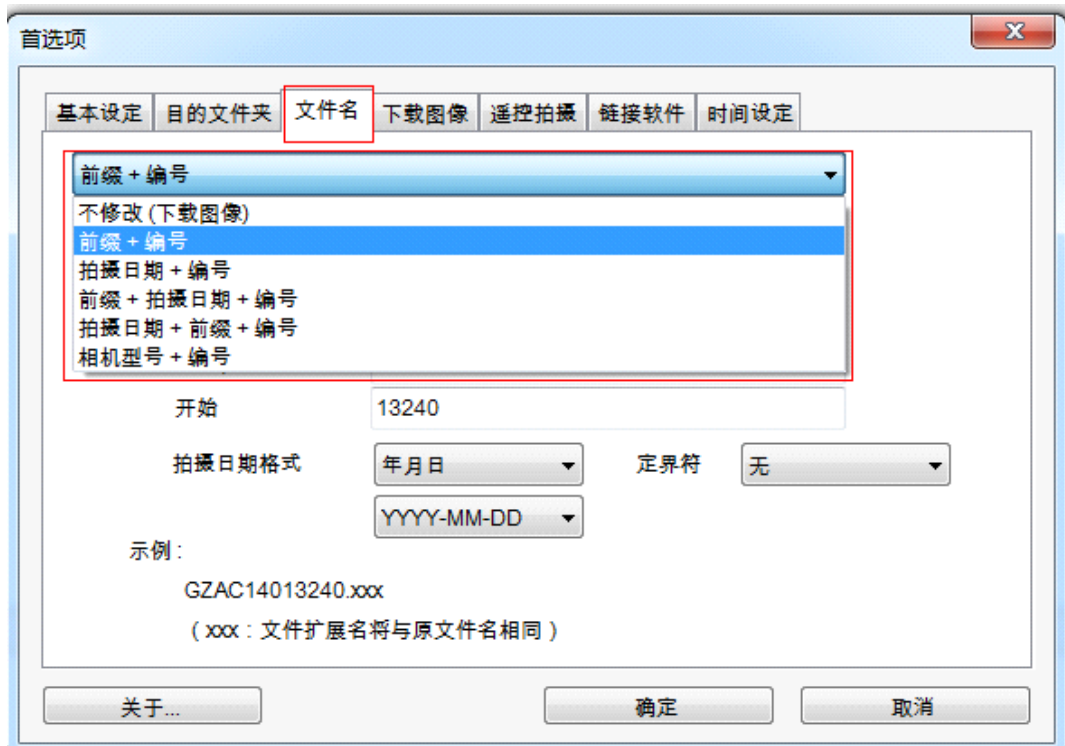 首选项
基本设定 目的文件夹 文件名 下载图像 遥控拍摄 链接软件 时间设定
前缀 + 编号
不修改 (下载图像)
前缀 + 编号
拍摄日期 + 编号
前缀 + 拍摄日期 + 编号
拍摄日期 + 前缀 + 编号
相机型号 + 编号
开始 13240
拍摄日期格式 年月日 定界符 无
YYYY-MM-DD
示例 :
GZAC14013240.xxx
( xxx : 文件扩展名将与原文件名相同 )
关于... 确定 取消